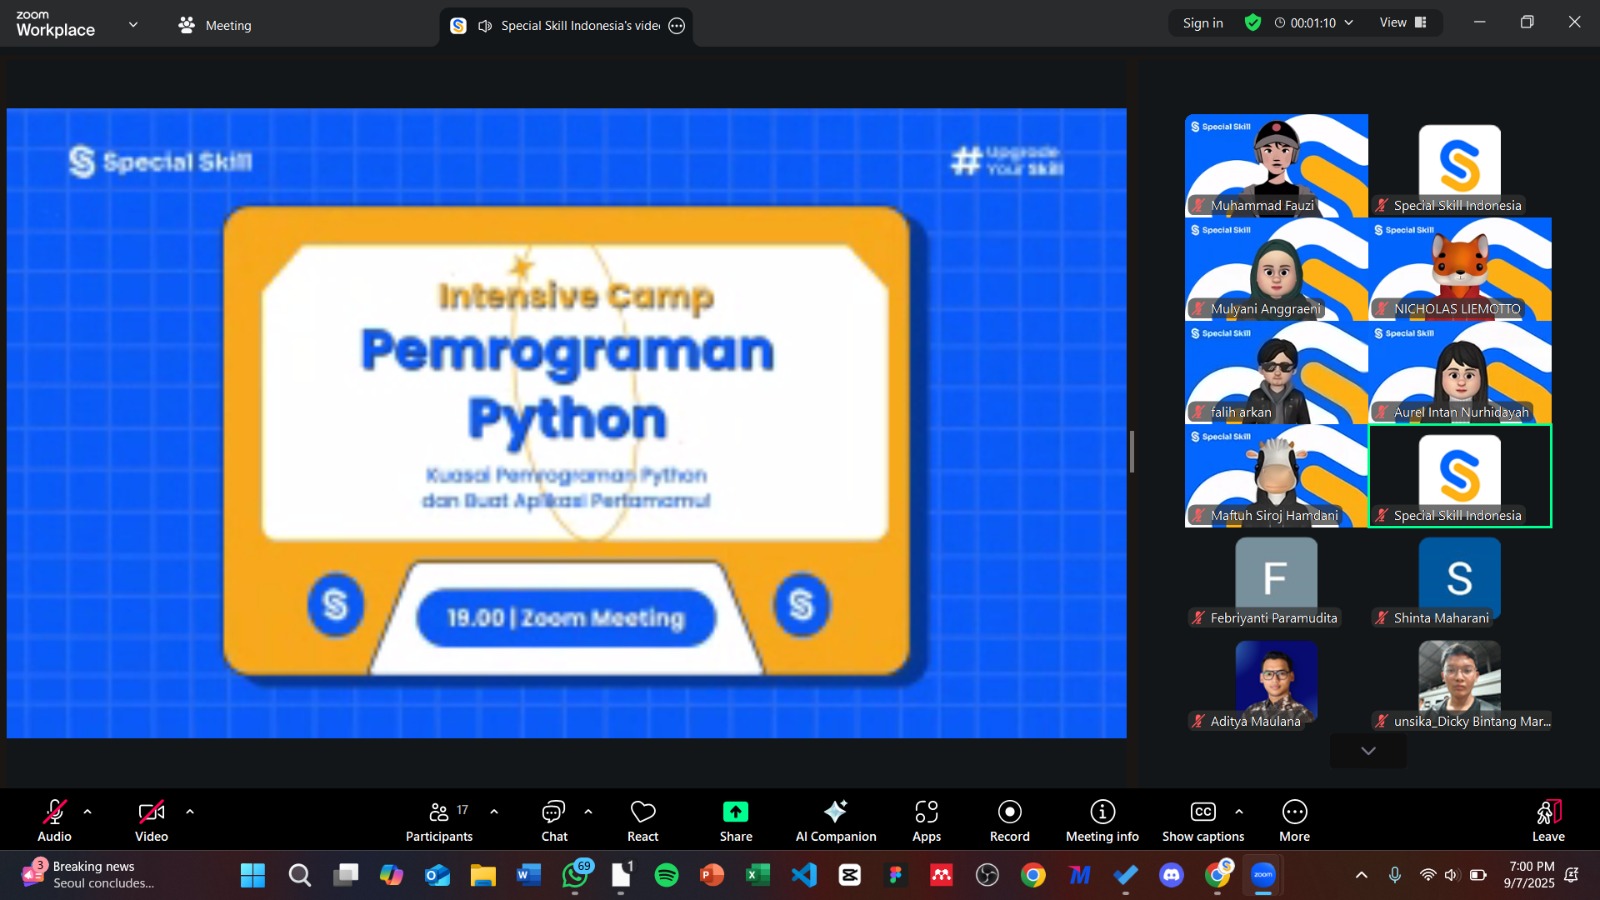 zoom
Workplace
Meeting
Special Skill Indonesia's vide
Sign in
00:01:10
View
Special Skill
Upgrade
Your Skill
Intensive Camp
Pemrograman
Python
Kuasai Pemrograman Python
dan Buat Aplikasi Pertamamu!
19.00 | Zoom Meeting
Special Skill
Muhammad Fauzi
Special Skill Indonesia
Special Skill
Mulyani Anggraeni
Special Skill
NICHOLAS LIEMOTTO
Special Skill
falih arkan
Special Skill
Aurel Intan Nurhidayah
Special Skill
Maftuh Siroj Hamdani
Special Skill Indonesia
F
Febriyanti Paramudita
S
Shinta Maharani
Aditya Maulana
unsika_Dicky Bintang Mar...
Audio
Video
17
Participants
Chat
React
Share
AI Companion
Apps
Record
Meeting info
CC
Show captions
More
Leave
3
Breaking news
Seoul concludes...
69
1
zoom
7:00 PM
9/7/2025